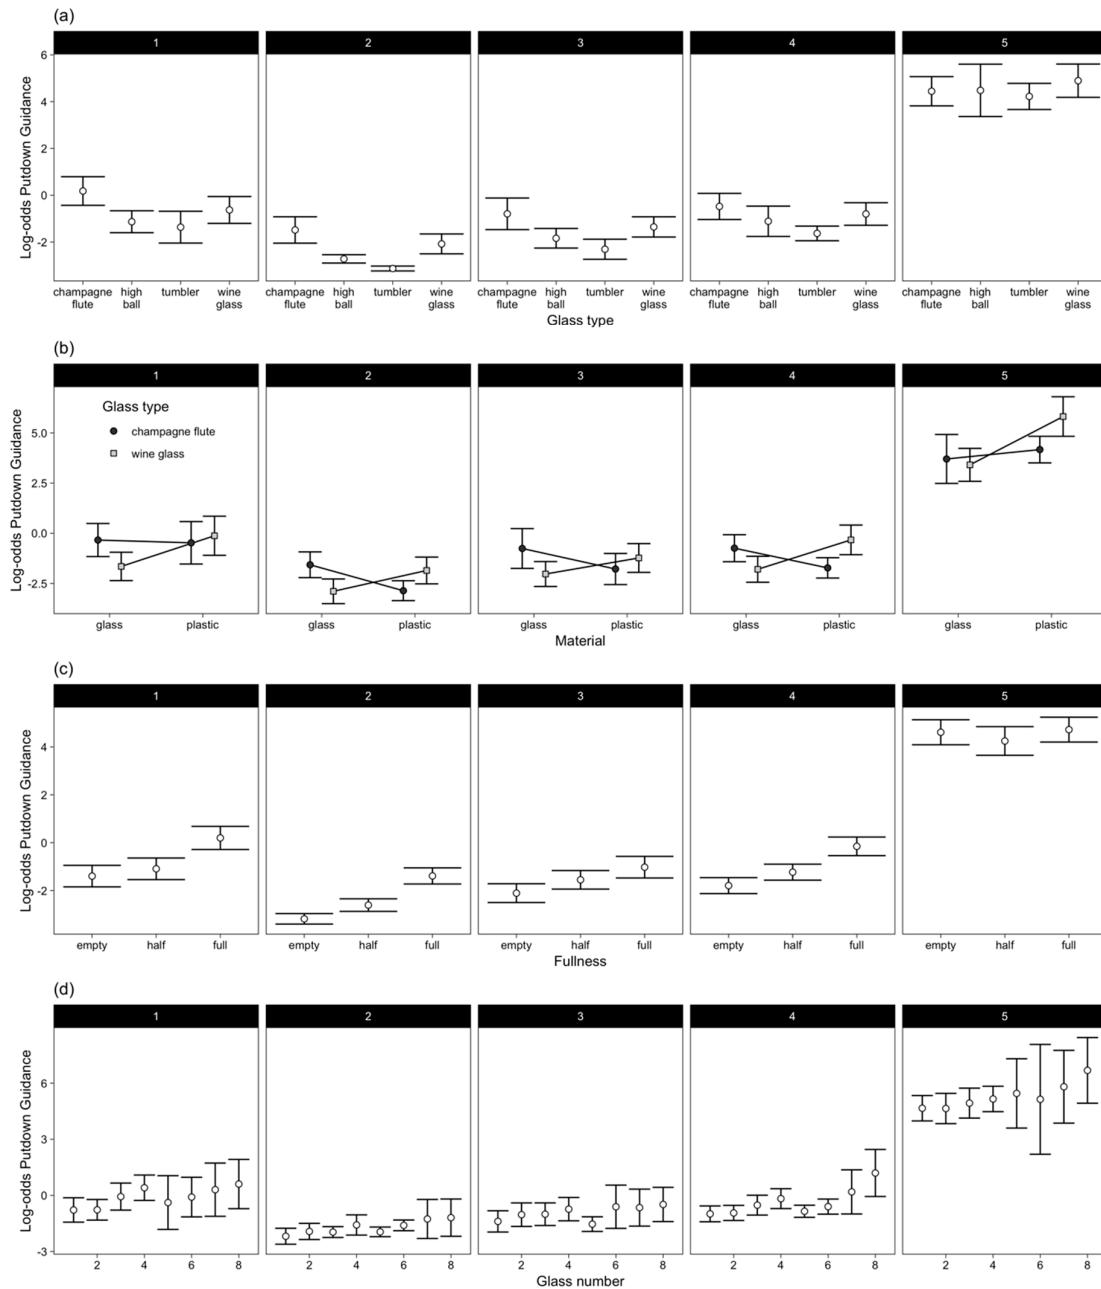 (a)
1 2 3 4 5
Log-odds Putdown Guidance
6
4
2
0
-2
champagne high tumbler wine champagne high tumbler wine champagne high tumbler wine champagne high tumbler wine champagne high tumbler wine
flute ball glass flute ball glass flute ball glass flute ball glass flute ball glass
Glass type
(b)
1 2 3 4 5
Log-odds Putdown Guidance
Glass type
champagne flute
wine glass
5.0
2.5
0.0
-2.5
glass plastic glass plastic glass plastic glass plastic glass plastic
Material
(c)
1 2 3 4 5
Log-odds Putdown Guidance
4
2
0
-2
empty half full empty half full empty half full empty half full empty half full
Fullness
(d)
1 2 3 4 5
Log-odds Putdown Guidance
6
3
0
-3
2 4 6 8 2 4 6 8 2 4 6 8 2 4 6 8 2 4 6 8
Glass number